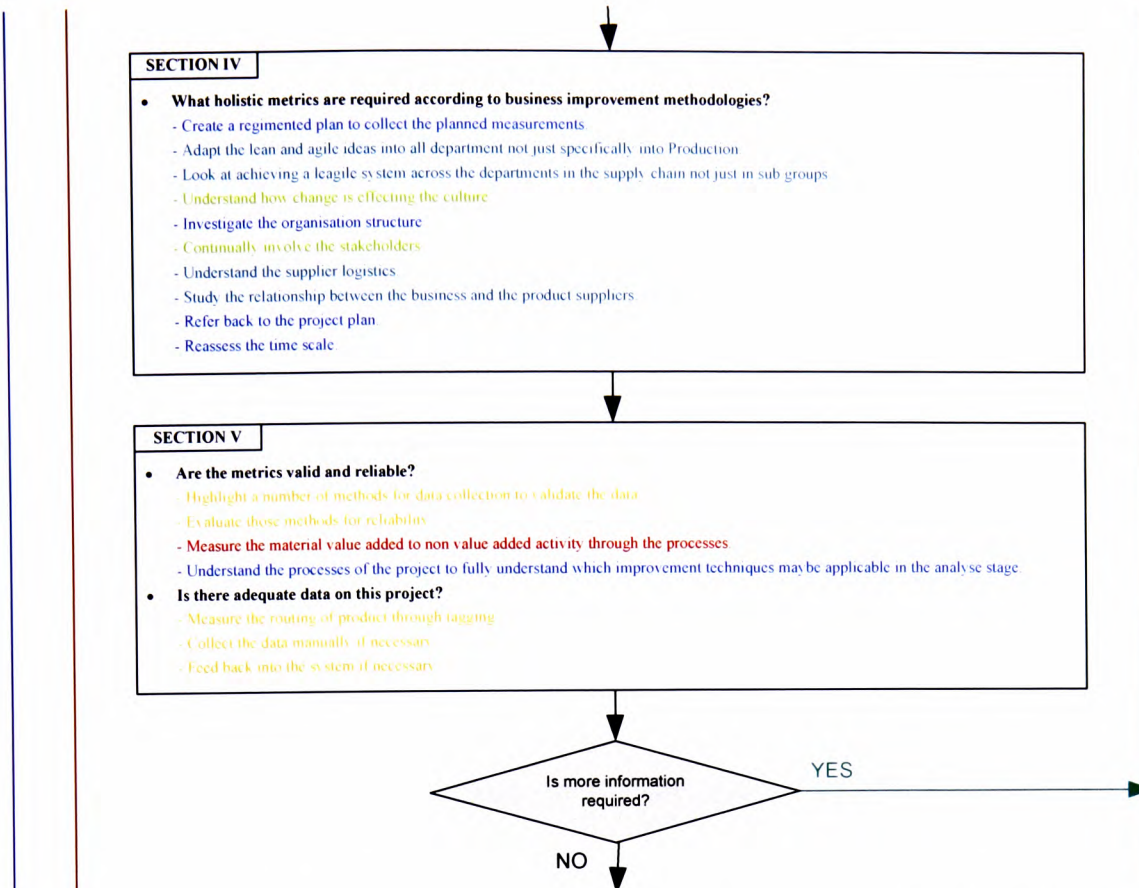 SECTION IV
• What holistic metrics are required according to business improvement methodologies?
- Create a regimented plan to collect the planned measurements
- Adapt the lean and agile ideas into all department not just specifically into Production
- Look at achieving a leagile system across the departments in the supply chain not just in sub groups
- Understand how change is effecting the culture
- Investigate the organisation structure
- Continually involve the stakeholders
- Understand the supplier logistics
- Study the relationship between the business and the product suppliers
- Refer back to the project plan
- Reassess the time scale
SECTION V
• Are the metrics valid and reliable?
- Highlight a number of methods for data collection to validate the data
- Evaluate those methods for reliability
- Measure the material value added to non value added activity through the processes
- Understand the processes of the project to fully understand which improvement techniques may be applicable in the analyse stage
• Is there adequate data on this project?
- Measure the routing of product through tagging
- Collect the data manually if necessary
- Feed back into the system if necessary
Is more information
required?
YES
NO